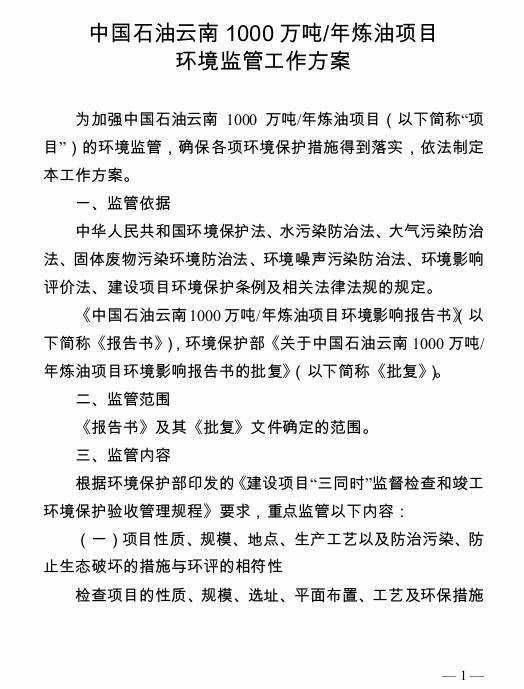 中国石油云南 1000 万吨/年炼油项目
环境监管工作方案
为加强中国石油云南 1000 万吨/年炼油项目（以下简称“项
目”）的环境监管，确保各项环境保护措施得到落实，依法制定
本工作方案。
一、监管依据
中华人民共和国环境保护法、水污染防治法、大气污染防治
法、固体废物污染环境防治法、环境噪声污染防治法、环境影响
评价法、建设项目环境保护条例及相关法律法规的规定。
《中国石油云南1000 万吨/年炼油项目环境影响报告书》（以
下简称《报告书》），环境保护部《关于中国石油云南 1000 万吨/
年炼油项目环境影响报告书的批复》（以下简称《批复》）。
二、监管范围
《报告书》及其《批复》文件确定的范围。
三、监管内容
根据环境保护部印发的《建设项目“三同时”监督检查和竣工
环境保护验收管理规程》要求，重点监管以下内容：
（一）项目性质、规模、地点、生产工艺以及防治污染、防
止生态破坏的措施与环评的相符性
检查项目的性质、规模、选址、平面布置、工艺及环保措施
— 1 —